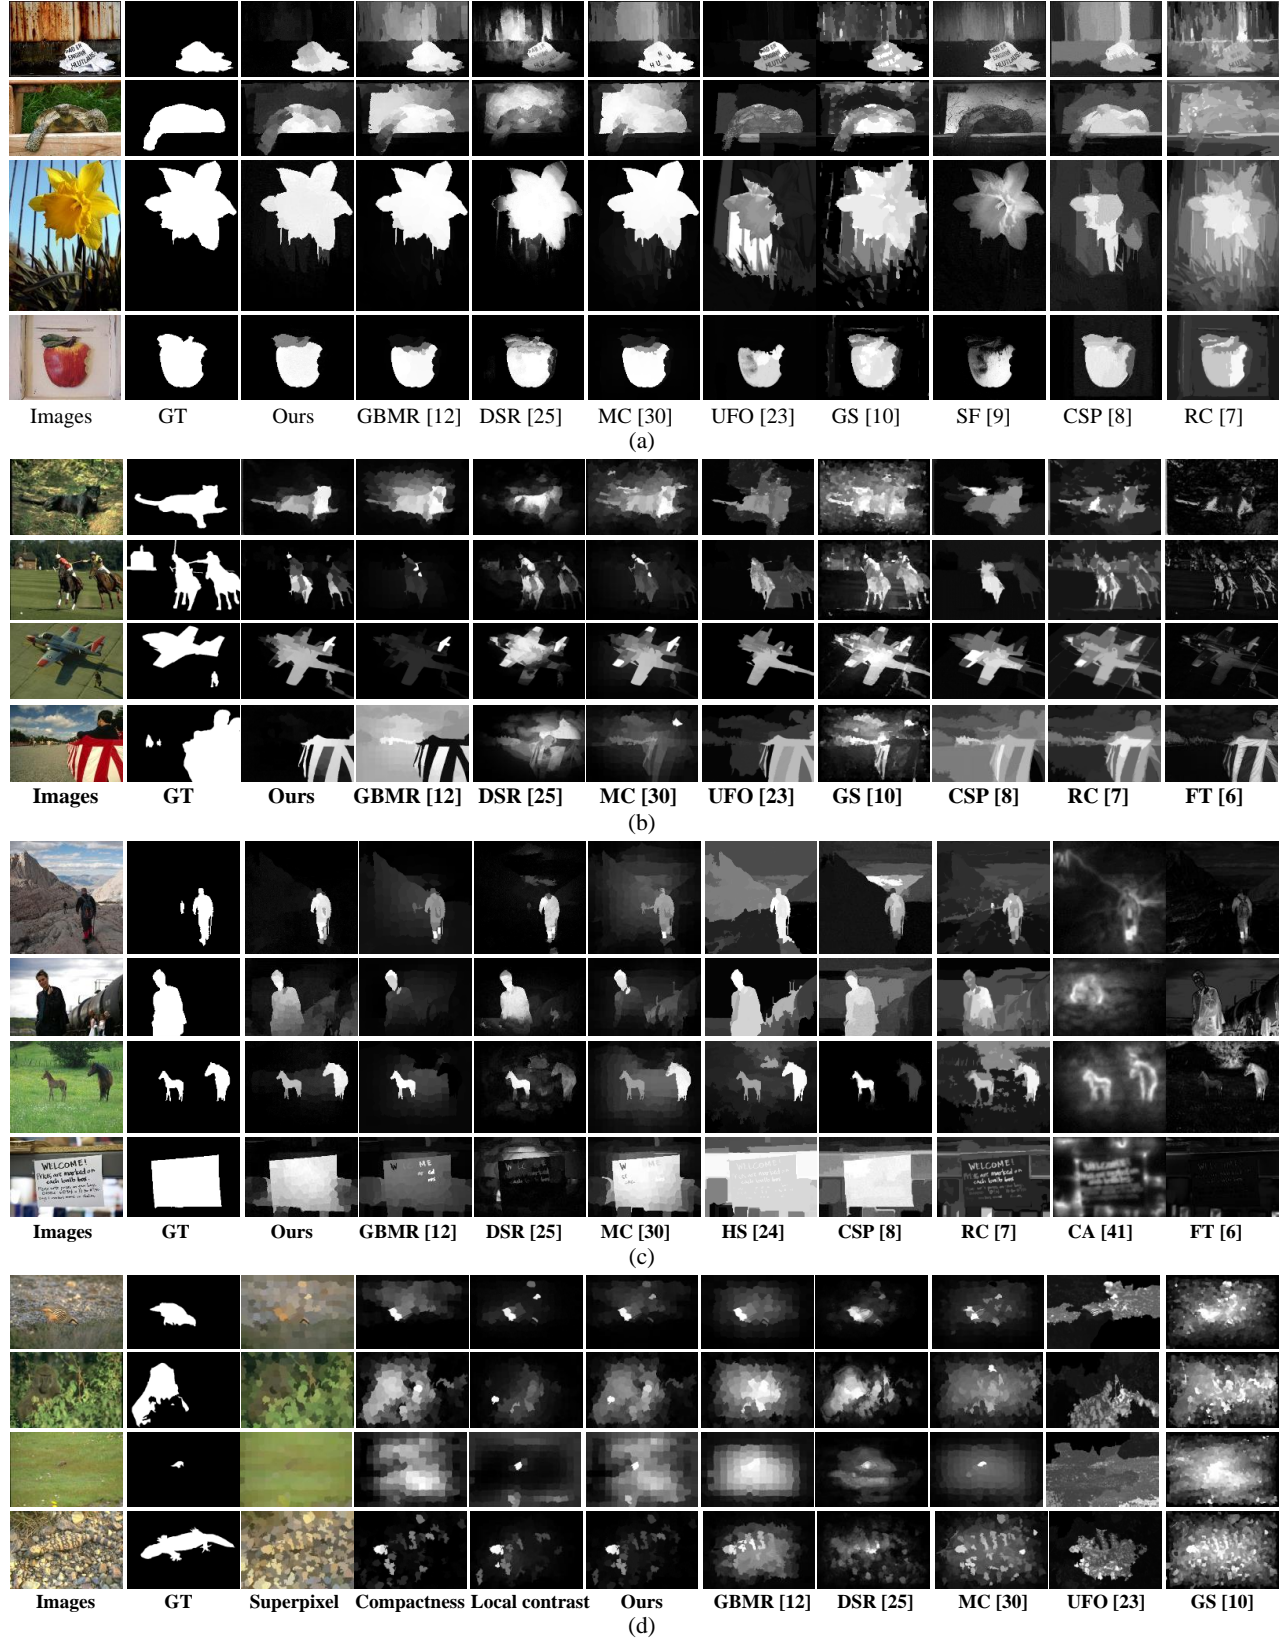 Images GT Ours GBMR [12] DSR [25] MC [30] UFO [23] GS [10] SF [9] CSP [8] RC [7]
(a)
Images GT Ours GBMR [12] DSR [25] MC [30] UFO [23] GS [10] CSP [8] RC [7] FT [6]
(b)
WELCOME!
Images GT Ours GBMR [12] DSR [25] MC [30] HS [24] CSP [8] RC [7] CA [41] FT [6]
(c)
Images GT Superpixel Compactness Local contrast Ours GBMR [12] DSR [25] MC [30] UFO [23] GS [10]
(d)